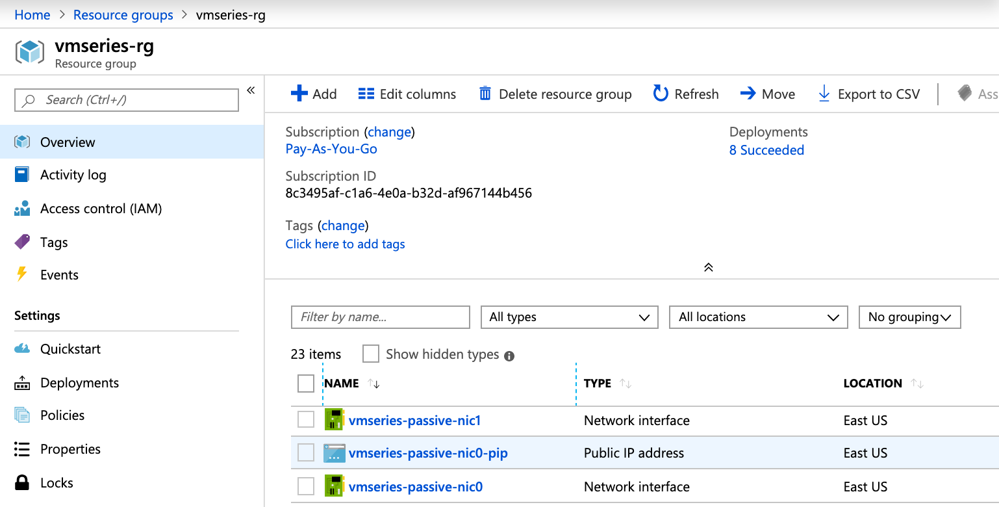 Home > Resource groups > vmseries-rg
vmseries-rg
Resource group
Search (Ctrl+/)
«
Overview
Activity log
Access control (IAM)
Tags
Events
Settings
Quickstart
Deployments
Policies
Properties
Locks
Add Edit columns Delete resource group Refresh Move Export to CSV Ass
Subscription (change)
Pay-As-You-Go
Deployments
8 Succeeded
Subscription ID
8c3495af-c1a6-4e0a-b32d-af967144b456
Tags (change)
Click here to add tags
Filter by name... All types All locations No grouping
23 items Show hidden types
NAME TYPE LOCATION
vmseries-passive-nic1 Network interface East US
vmseries-passive-nic0-pip Public IP address East US
vmseries-passive-nic0 Network interface East US